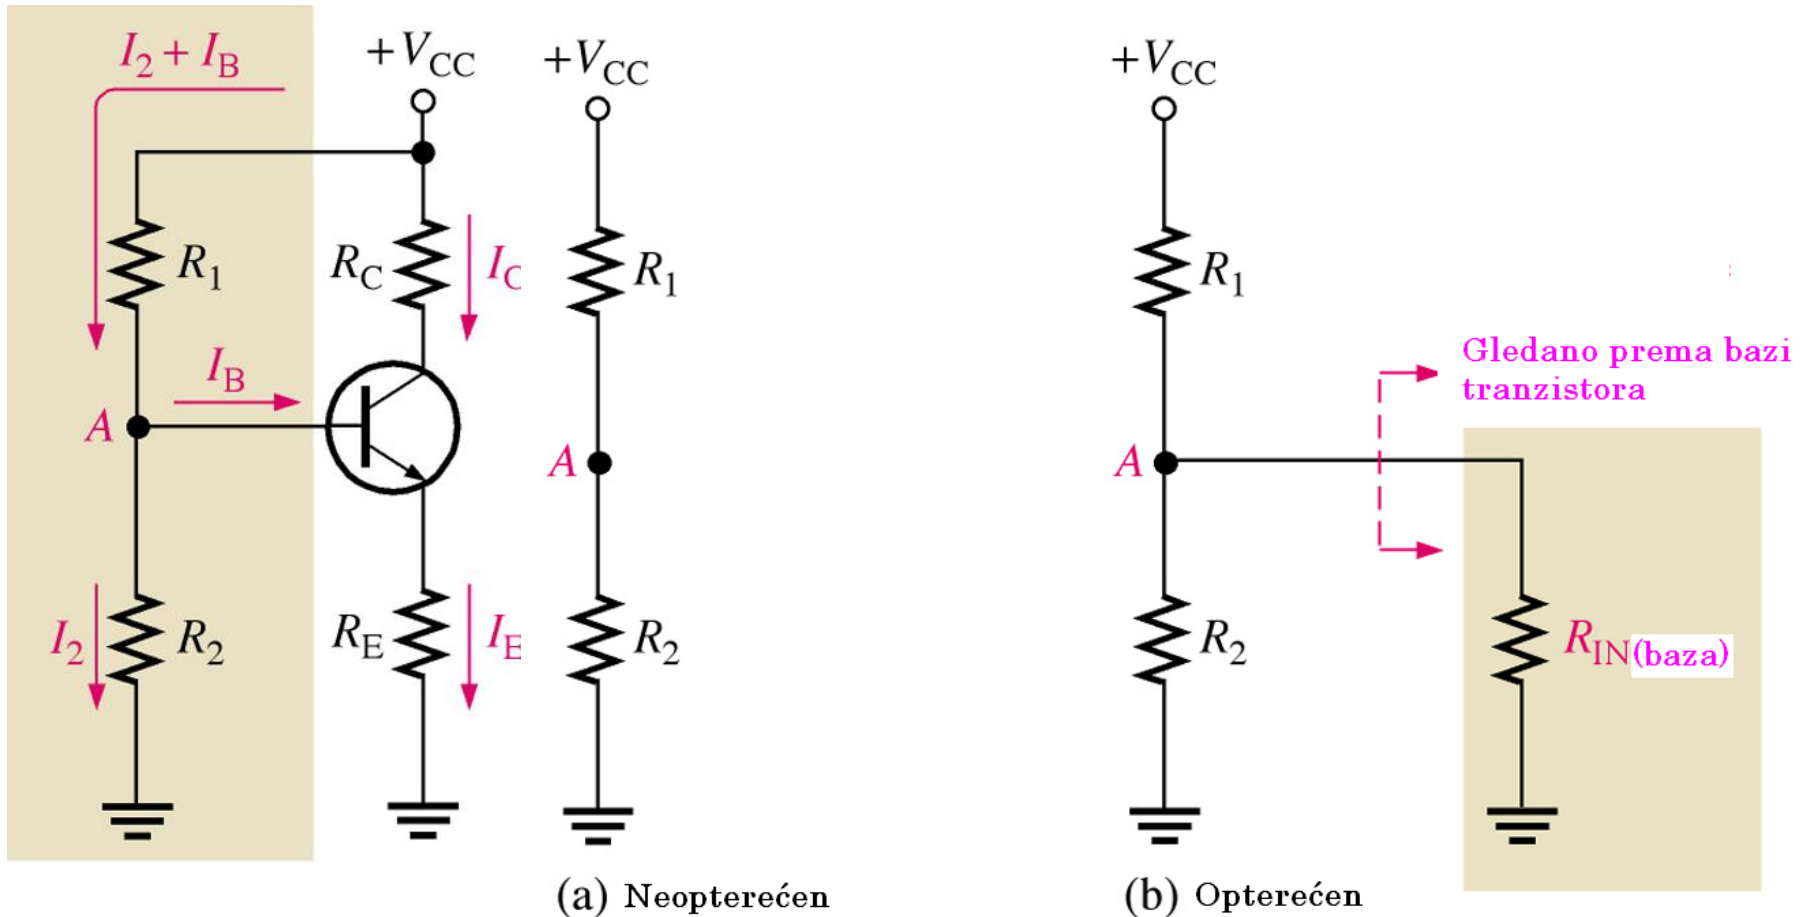 I2 + IB
+VCC
R1
RC
IC
IB
A
I2
R2
RE
IE
+VCC
R1
A
R2
(a) Neopterećen
+VCC
R1
Gledano prema bazi
tranzistora
A
R2
RIN(baza)
(b) Opterećen